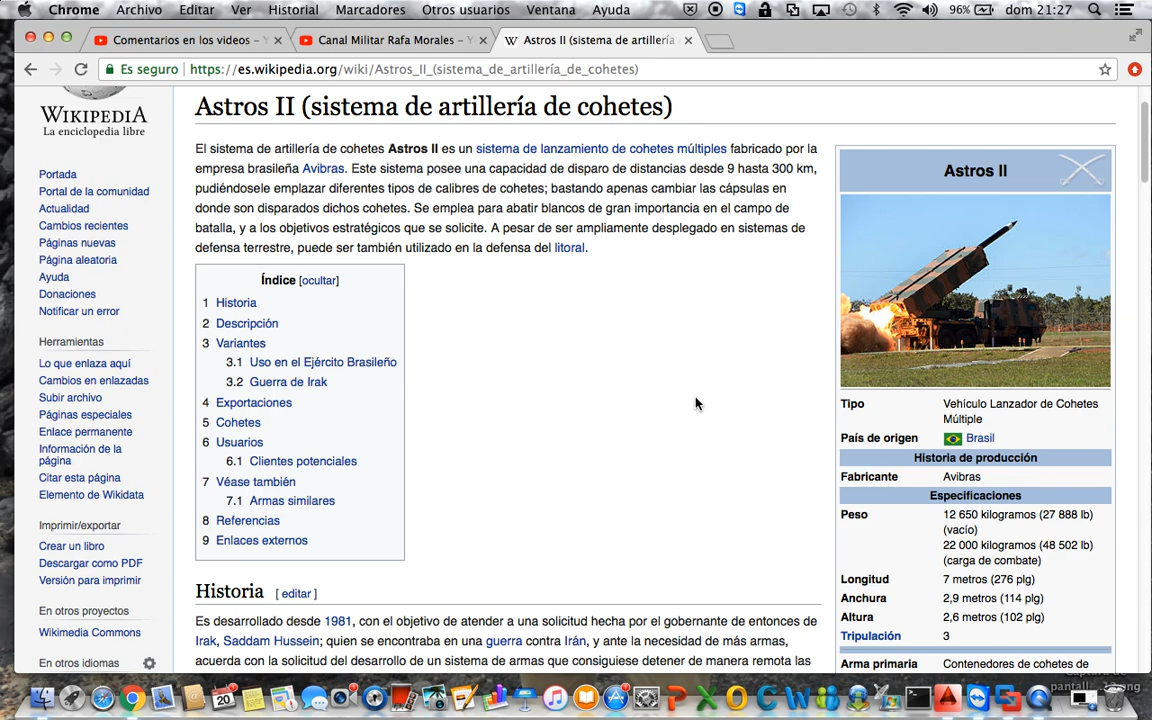 Chrome Archivo Editar Ver Historial Marcadores Otros usuarios Ventana Ayuda 96% dom 21:27
Comentarios en los videos - Y Canal Militar Rafa Morales - Y Astros II (sistema de artillería
Es seguro https://es.wikipedia.org/wiki/Astros_II_(sistema_de_artillería_de_cohetes)
WIKIPEDIA
La enciclopedia libre
Portada
Portal de la comunidad
Actualidad
Cambios recientes
Páginas nuevas
Página aleatoria
Ayuda
Donaciones
Notificar un error
Herramientas
Lo que enlaza aquí
Cambios en enlazadas
Subir archivo
Páginas especiales
Enlace permanente
Información de la
página
Citar esta página
Elemento de Wikidata
Imprimir/exportar
Crear un libro
Descargar como PDF
Versión para imprimir
En otros proyectos
Wikimedia Commons
En otros idiomas
Astros II (sistema de artillería de cohetes)
El sistema de artillería de cohetes Astros II es un sistema de lanzamiento de cohetes múltiples fabricado por la
empresa brasileña Avibras. Este sistema posee una capacidad de disparo de distancias desde 9 hasta 300 km,
pudiéndosele emplazar diferentes tipos de calibres de cohetes; bastando apenas cambiar las cápsulas en
donde son disparados dichos cohetes. Se emplea para abatir blancos de gran importancia en el campo de
batalla, y a los objetivos estratégicos que se solicite. A pesar de ser ampliamente desplegado en sistemas de
defensa terrestre, puede ser también utilizado en la defensa del litoral.
Índice [ocultar]
1 Historia
2 Descripción
3 Variantes
3.1 Uso en el Ejército Brasileño
3.2 Guerra de Irak
4 Exportaciones
5 Cohetes
6 Usuarios
6.1 Clientes potenciales
7 Véase también
7.1 Armas similares
8 Referencias
9 Enlaces externos
Historia [ editar ]
Es desarrollado desde 1981, con el objetivo de atender a una solicitud hecha por el gobernante de entonces de
Irak, Saddam Hussein; quien se encontraba en una guerra contra Irán, y ante la necesidad de más armas,
acuerda con la solicitud del desarrollo de un sistema de armas que consiguiese detener de manera remota las
Astros II
Tipo Vehículo Lanzador de Cohetes
Múltiple
País de origen Brasil
Historia de producción
Fabricante Avibras
Especificaciones
Peso 12 650 kilogramos (27 888 lb)
(vacío)
22 000 kilogramos (48 502 lb)
(carga de combate)
Longitud 7 metros (276 plg)
Anchura 2,9 metros (114 plg)
Altura 2,6 metros (102 plg)
Tripulación 3
Arma primaria Contenedores de cohetes de